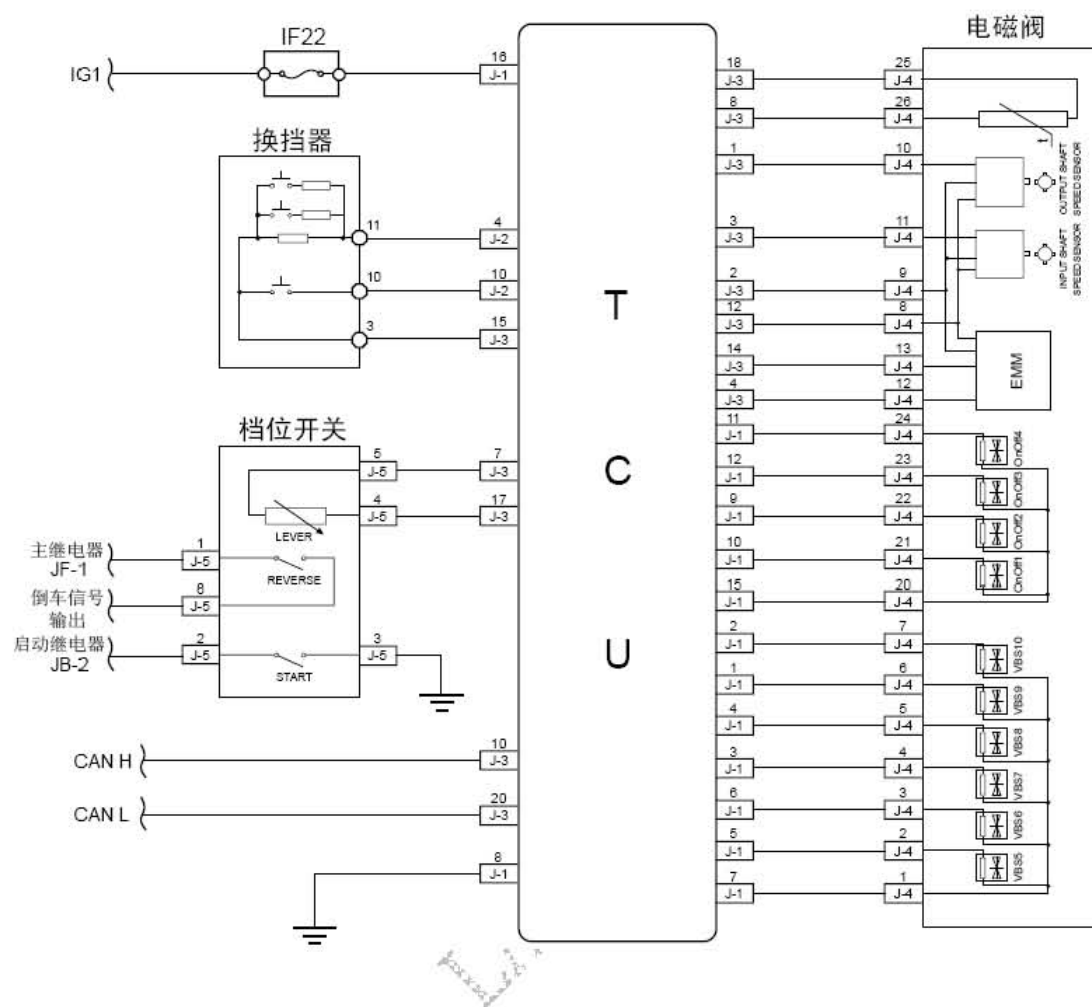 电磁阀
IF22
IG1
16
J-1
换挡器
11
4
J-2
10
10
J-2
3
15
J-3
档位开关
5
J-5
7
J-3
4
J-5
17
J-3
LEVER
主继电器
JF-1
1
J-5
REVERSE
倒车信号
输出
6
J-5
启动继电器
JB-2
2
J-5
START
3
J-5
CAN H
10
J-3
CAN L
20
J-3
8
J-1
T
C
U
18
J-3
25
J-4
8
J-3
26
J-4
t
1
J-3
10
J-4
OUTPUT SHAFT
SPEED SENSOR
3
J-3
11
J-4
INPUT SHAFT
SPEED SENSOR
2
J-3
9
J-4
12
J-3
8
J-4
14
J-3
13
J-4
EMM
4
J-3
12
J-4
11
J-1
24
J-4
OnOff4
12
J-1
23
J-4
OnOff3
9
J-1
22
J-4
OnOff2
10
J-1
21
J-4
OnOff1
15
J-1
20
J-4
2
J-1
7
J-4
VBS10
1
J-1
6
J-4
VBS9
4
J-1
5
J-4
VBS8
3
J-1
4
J-4
VBS7
6
J-1
3
J-4
VBS6
5
J-1
2
J-4
VBS5
7
J-1
1
J-4